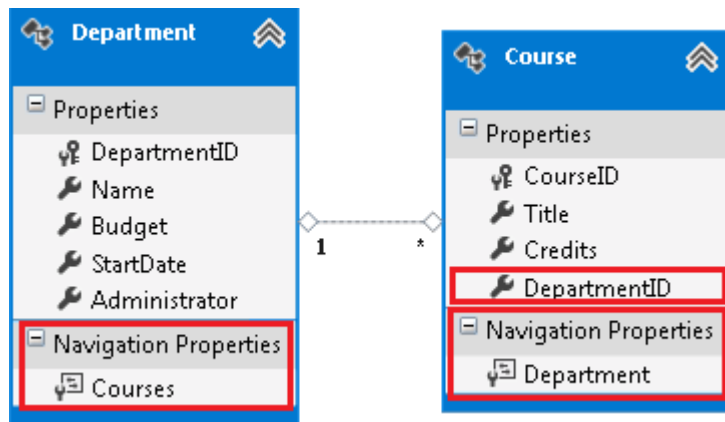 Department
Properties
DepartmentID
Name
Budget
StartDate
Administrator
Navigation Properties
Courses
1
*
Course
Properties
CourseID
Title
Credits
DepartmentID
Navigation Properties
Department